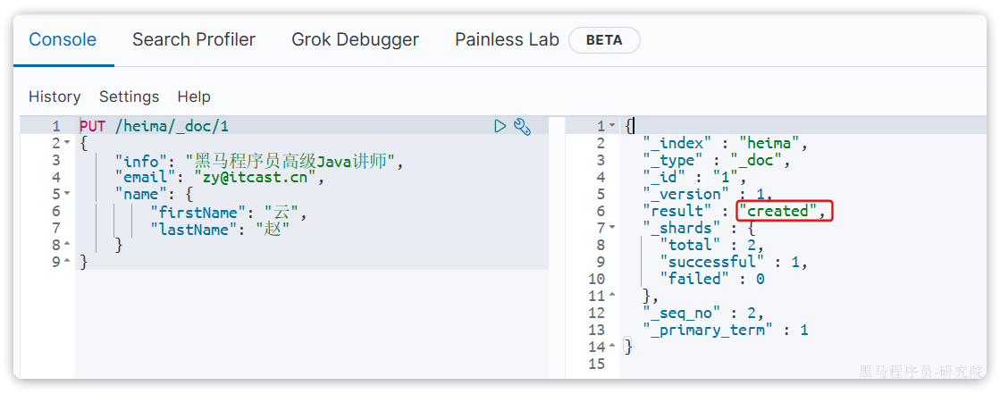 Console Search Profiler Grok Debugger Painless Lab BETA
History Settings Help
1 PUT /heima/_doc/1
2 {
3 "info": "黑马程序员高级Java讲师",
4 "email": "zy@itcast.cn",
5 "name": {
6 "firstName": "云",
7 "lastName": "赵"
8 }
9 }
1 {
2 "_index" : "heima",
3 "_type" : "_doc",
4 "_id" : "1",
5 "_version" : 1,
6 "result" : "created",
7 "_shards" : {
8 "total" : 2,
9 "successful" : 1,
10 "failed" : 0
11 },
12 "_seq_no" : 2,
13 "_primary_term" : 1
14 }
15
黑马程序员-研究院